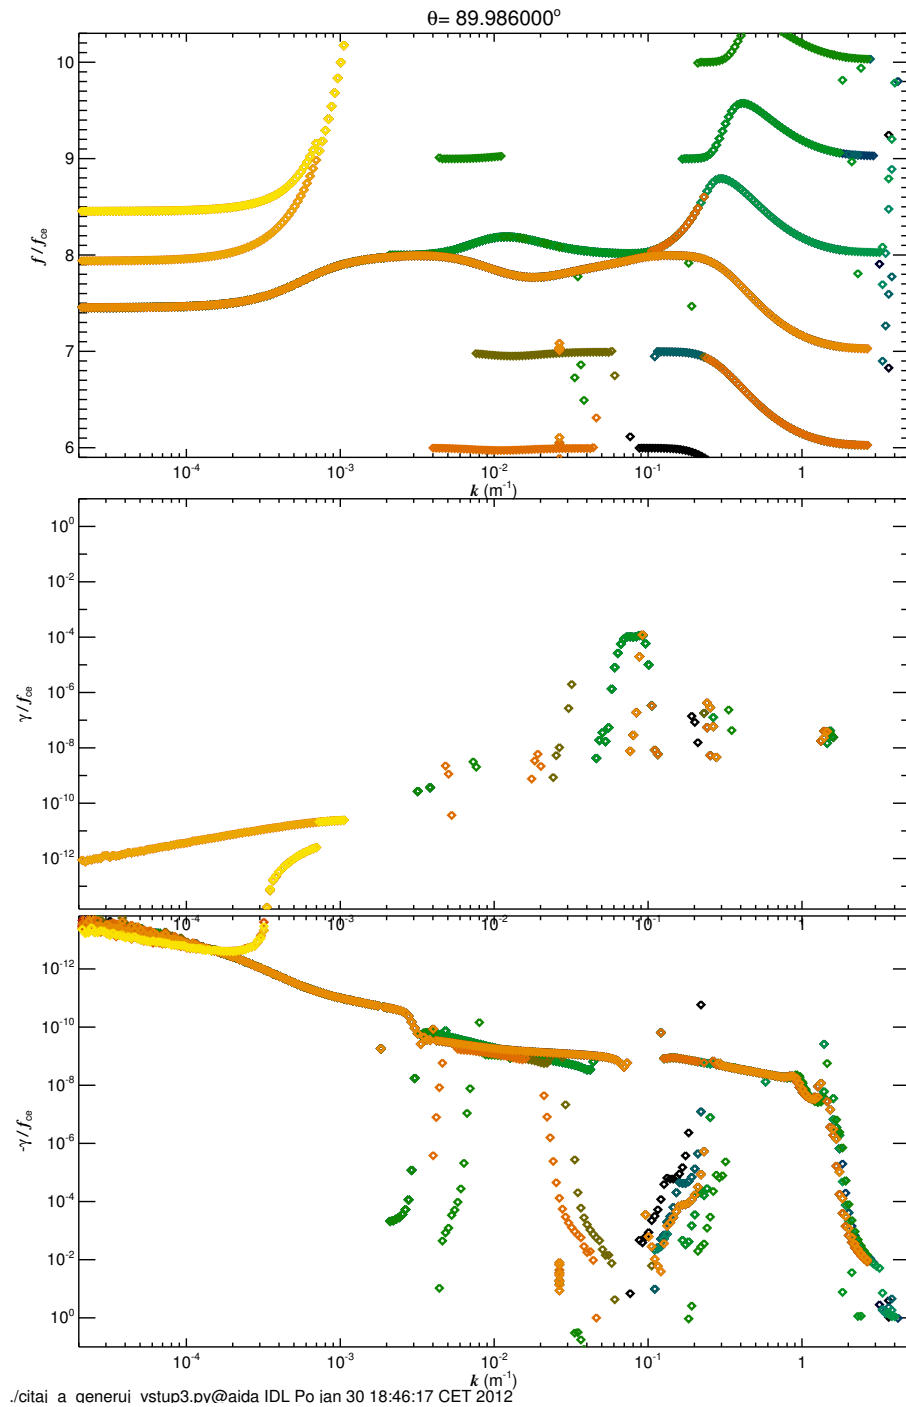 θ= 89.986000°
10
9
8
7
6
f/fce
10⁻⁴ 10⁻³ 10⁻² 10⁻¹ 1
k (m⁻¹)
10⁰
10⁻²
10⁻⁴
10⁻⁶
10⁻⁸
10⁻¹⁰
10⁻¹²
γ/fce
10⁻⁴ 10⁻³ 10⁻² 10⁻¹ 1
10⁻¹²
10⁻¹⁰
10⁻⁸
10⁻⁶
10⁻⁴
10⁻²
10⁰
-γ/fce
10⁻⁴ 10⁻³ 10⁻² 10⁻¹ 1
k (m⁻¹)
./citaj_a_generuj_vstup3.py@aida IDL Po jan 30 18:46:17 CET 2012